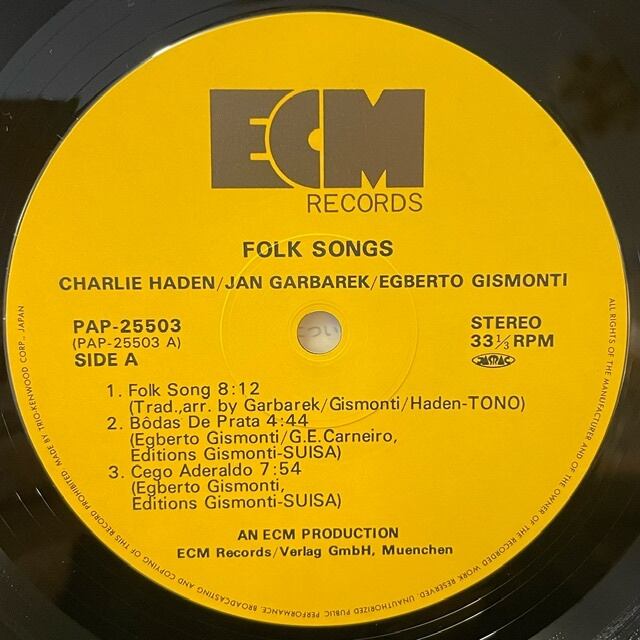 ECM
RECORDS
FOLK SONGS
CHARLIE HADEN/JAN GARBAREK/EGBERTO GISMONTI
PAP-25503
(PAP-25503 A)
SIDE A
STEREO
33 1/3 RPM
JASRAC
1. Folk Song 8:12
(Trad.,arr. by Garbarek/Gismonti/Haden-TONO)
2. Bôdas De Prata 4:44
(Egberto Gismonti/G.E.Carneiro,
Editions Gismonti-SUISA)
3. Cego Aderaldo 7:54
(Egberto Gismonti,
Editions Gismonti-SUISA)
AN ECM PRODUCTION
ECM Records/Verlag GmbH, Muenchen
ALL RIGHTS OF THE MANUFACTURER AND OF THE OWNER OF THE RECORDED WORK RESERVED. UNAUTHORIZED PUBLIC PERFORMANCE, BROADCASTING AND COPYING OF THIS RECORD PROHIBITED MADE BY TRIOKENWOOD CORP., JAPAN